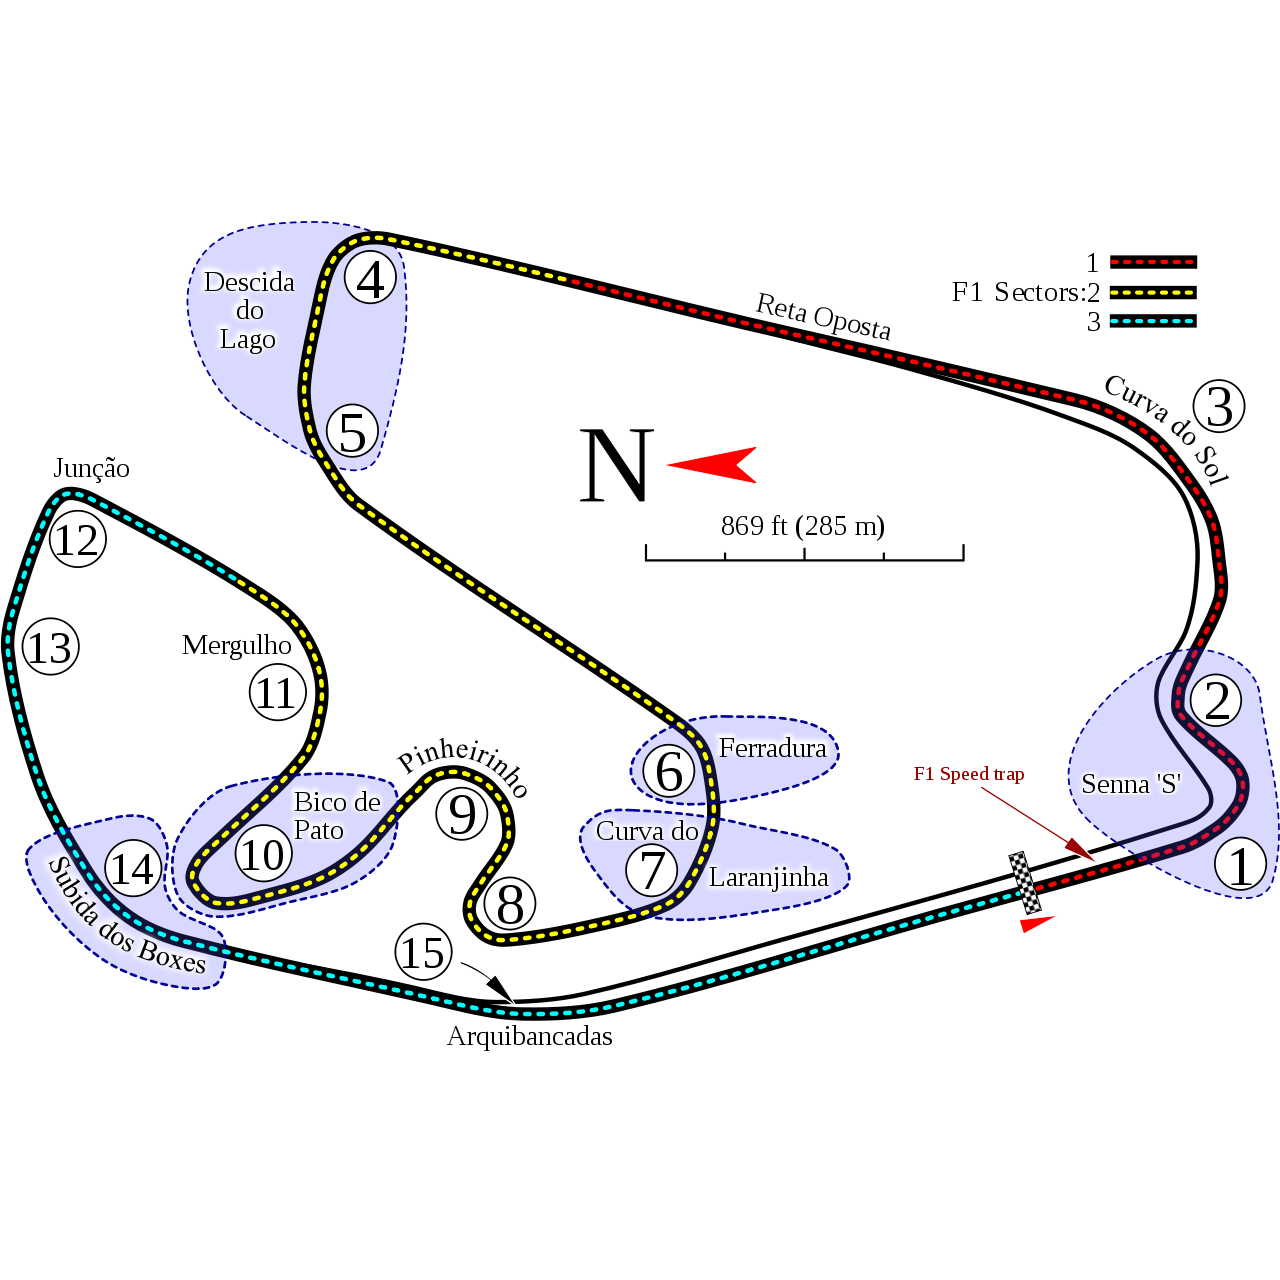 Descida
do
Lago
4
5
Reta Oposta
F1 Sectors:
1
2
3
Curva do Sol
3
Junção
12
N
869 ft (285 m)
13
Mergulho
11
2
Senna 'S'
1
F1 Speed trap
Ferradura
6
Curva do
7
Laranjinha
Pinheirinho
9
8
Bico de
Pato
10
14
Subida dos Boxes
15
Arquibancadas